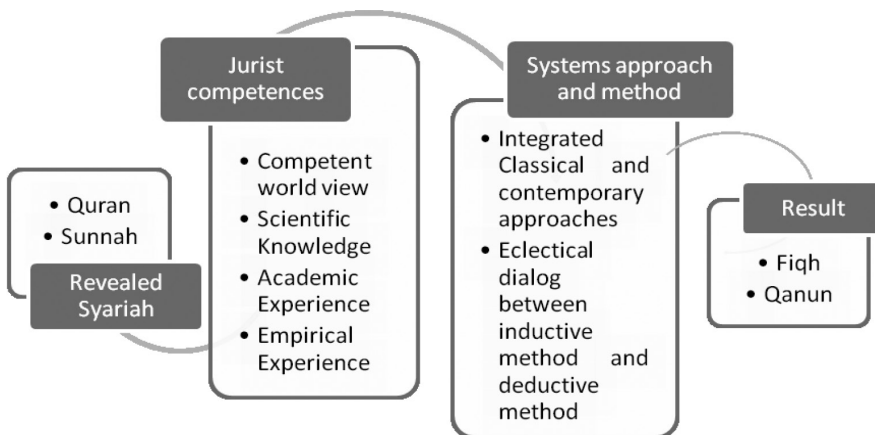 • Quran
• Sunnah
Revealed
Syariah
Jurist
competences
• Competent
world view
• Scientific
Knowledge
• Academic
Experience
• Empirical
Experience
Systems approach
and method
• Integrated
Classical and
contemporary
approaches
• Eclectical
dialog
between
inductive
method and
deductive
method
Result
• Fiqh
• Qanun